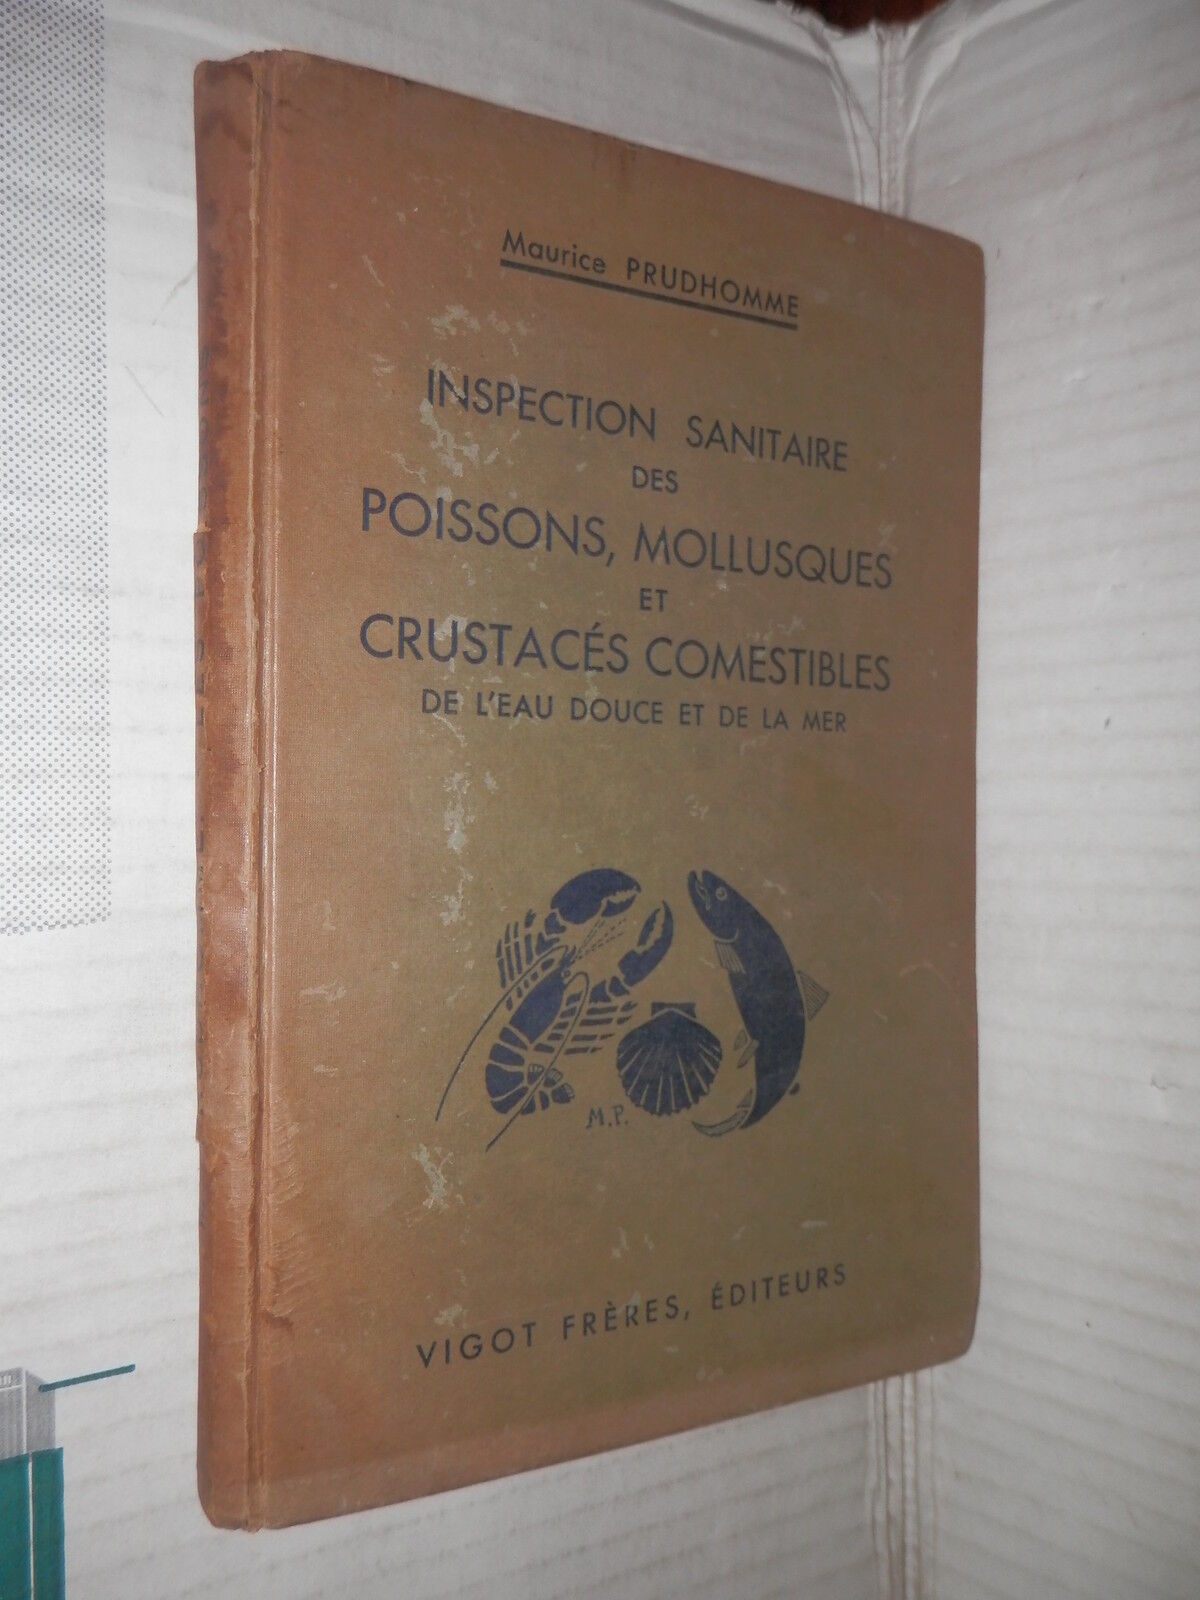 Maurice PRUDHOMME
INSPECTION SANITAIRE
DES
POISSONS, MOLLUSQUES
ET
CRUSTACÉS COMESTIBLES
DE L'EAU DOUCE ET DE LA MER
M.P.
VIGOT FRÈRES, ÉDITEURS